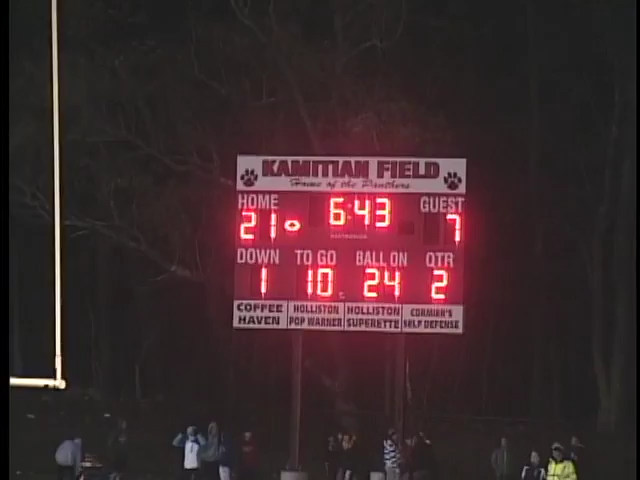 KAMITIAN FIELD
Home of the Panthers
HOME 6:43 GUEST
21 7
DOWN TO GO BALL ON QTR
1 10 24 2
COFFEE HAVEN HOLLISTON POP WARNER HOLLISTON SUPERETTE CORMIER'S SELF DEFENSE